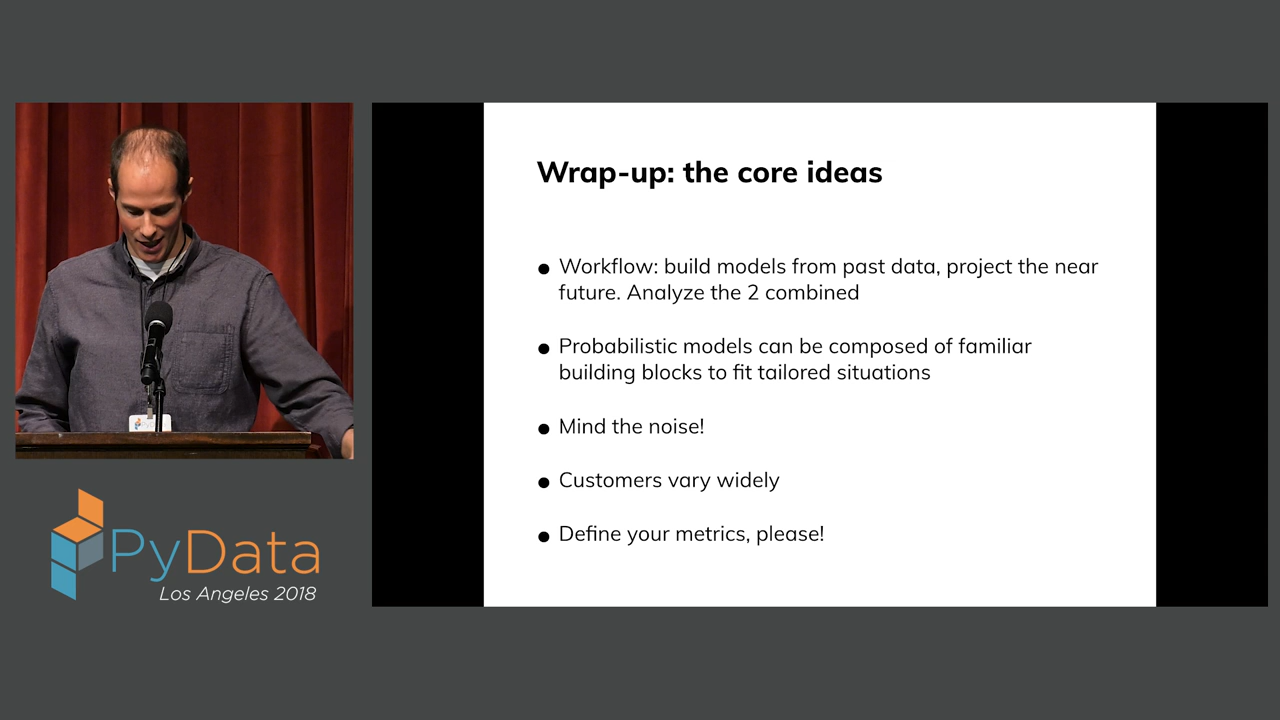 Wrap-up: the core ideas
● Workflow: build models from past data, project the near
future. Analyze the 2 combined
● Probabilistic models can be composed of familiar
building blocks to fit tailored situations
● Mind the noise!
● Customers vary widely
● Define your metrics, please!
PyData
Los Angeles 2018